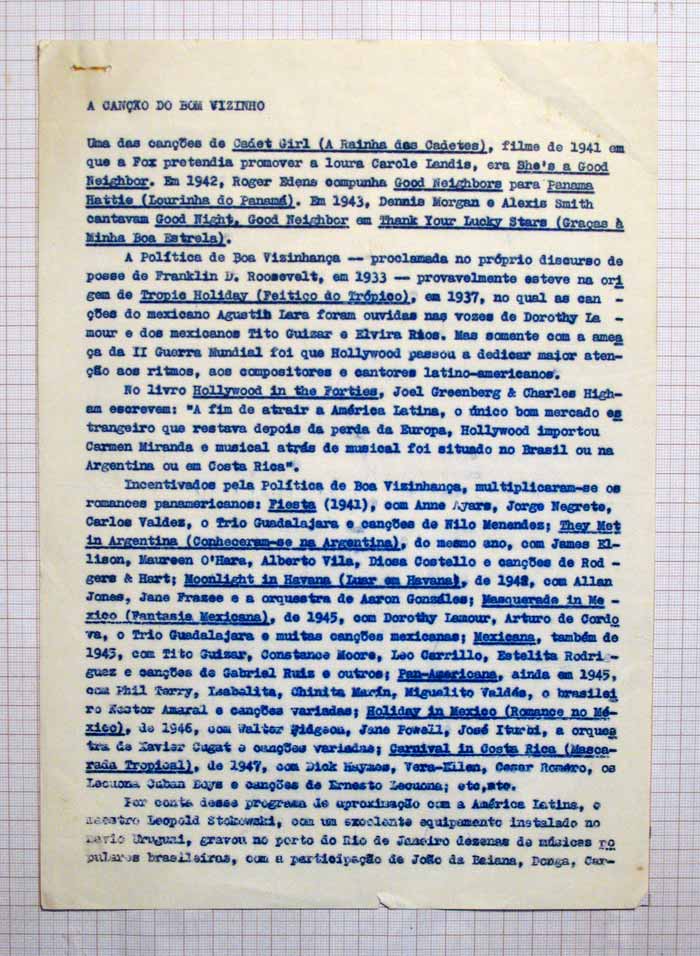 A CANÇÃO DO BOM VIZINHO
Uma das canções de Cadet Girl (A Rainha dos Cadetes), filme de 1941 em
que a Fox pretendia promover a loura Carole Landis, era She's a Good
Neighbor. Em 1942, Roger Edens compunha Good Neighbors para Panama
Hattie (Lourinha do Panamá). Em 1943, Dennis Morgan e Alexis Smith
cantavam Good Night, Good Neighbor em Thank Your Lucky Stars (Graças à
Minha Boa Estrela).
A Política de Boa Vizinhança -- proclamada no próprio discurso de
posse de Franklin D. Roosevelt, em 1933 -- provavelmente esteve na ori
gem de Tropic Holiday (Feitiço do Trópico), em 1937, no qual as can -
ções do mexicano Agustin Lara foram ouvidas nas vozes de Dorothy La -
mour e dos mexicanos Tito Guizar e Elvira Rios. Mas somente com a amea
ça da II Guerra Mundial foi que Hollywood passou a dedicar maior aten-
ção aos ritmos, aos compositores e cantores latino-americanos.
No livro Hollywood in the Forties, Joel Greenberg & Charles High-
am escrevem: "A fim de atrair a América Latina, o único bom mercado es
trangeiro que restava depois da perda da Europa, Hollywood importou
Carmen Miranda e musical atrás de musical foi situado no Brasil ou na
Argentina ou em Costa Rica".
Incentivados pela Política de Boa Vizinhança, multiplicaram-se os
romances panamericanos: Fiesta (1941), com Anne Ayars, Jorge Negrete,
Carlos Valdez, o Trio Guadalajara e canções de Nilo Menendez; They Met
in Argentina (Conheceram-se na Argentina), do mesmo ano, com James El-
lison, Maureen O'Hara, Alberto Vila, Diosa Costello e canções de Rod -
gers & Hart; Moonlight in Havana (Luar em Havana), de 1942, com Allan
Jones, Jane Frazee e a orquestra de Aaron Gonzáles; Masquerade in Me -
xico (Fantasia Mexicana), de 1945, com Dorothy Lamour, Arturo de Cordo
va, o Trio Guadalajara e muitas canções mexicanas; Mexicana, também de
1945, com Tito Guizar, Constance Moore, Leo Carrillo, Estelita Rodri -
guez e canções de Gabriel Ruiz e outros; Pan-Americana, ainda em 1945,
com Phil Terry, Isabelita, Chinita Marin, Miguelito Valdés, o brasilei
ro Nestor Amaral e canções variadas; Holiday in Mexico (Romance no Mé-
xico), de 1946, com Walter Pidgeon, Jane Powell, José Iturbi, a orques
tra de Xavier Cugat e canções variadas; Carnival in Costa Rica (Masca-
rada Tropical), de 1947, com Dick Haymes, Vera-Ellen, Cesar Romero, os
Lecuona Cuban Boys e canções de Ernesto Lecuona; etc,etc.
Por conta desse programa de aproximação com a América Latina, o
maestro Leopold Stokowski, com um excelente equipamento instalado no
navio Uruguai, gravou no porto do Rio de Janeiro dezenas de músicas po
pulares brasileiras, com a participação de João da Baiana, Donga, Car-